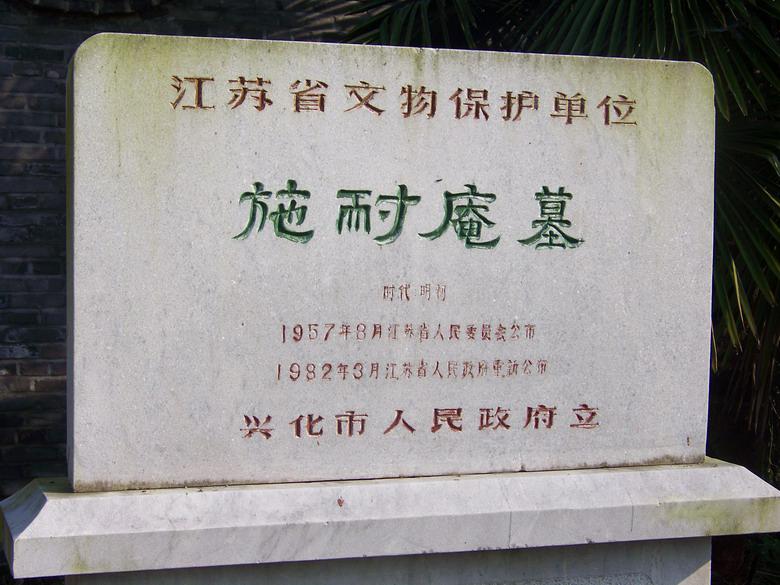 江苏省文物保护单位
施耐庵墓
时代 明初
1957年8月江苏省人民委员会公布
1982年3月江苏省人民政府重新公布
兴化市人民政府立